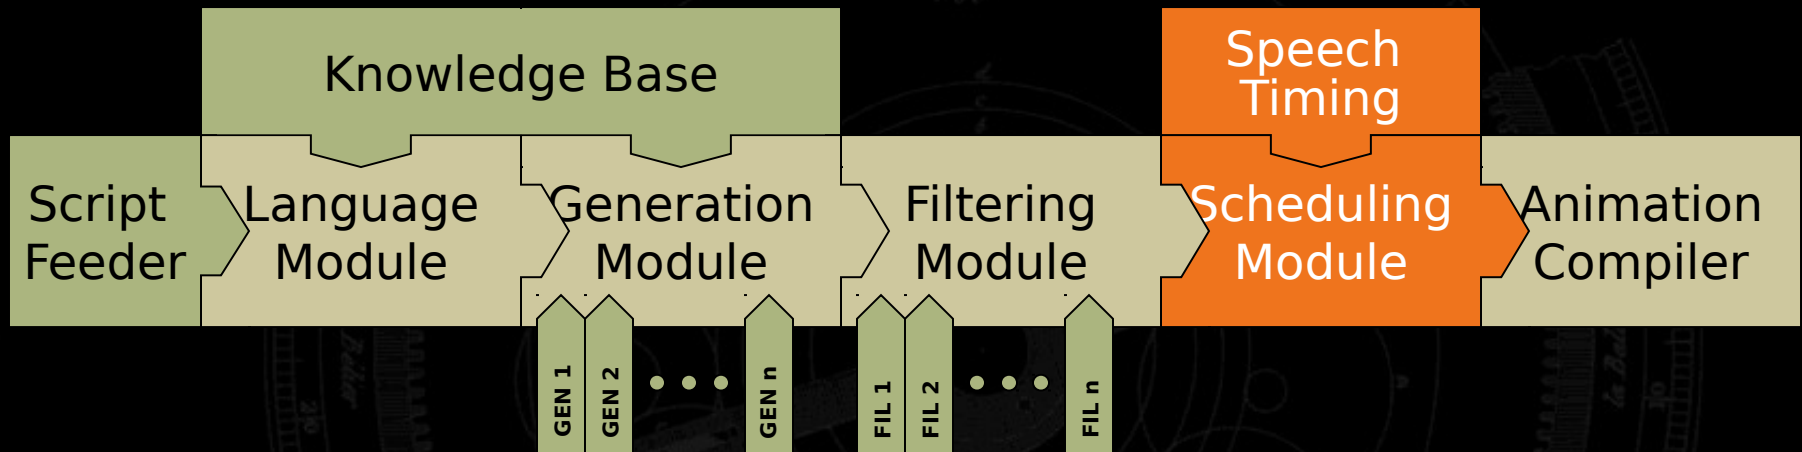 Knowledge Base
Speech
Timing
Script
Feeder
Language
Module
Generation
Module
Filtering
Module
Scheduling
Module
Animation
Compiler
GEN 1
GEN 2
GEN n
FIL 1
FIL 2
FIL n